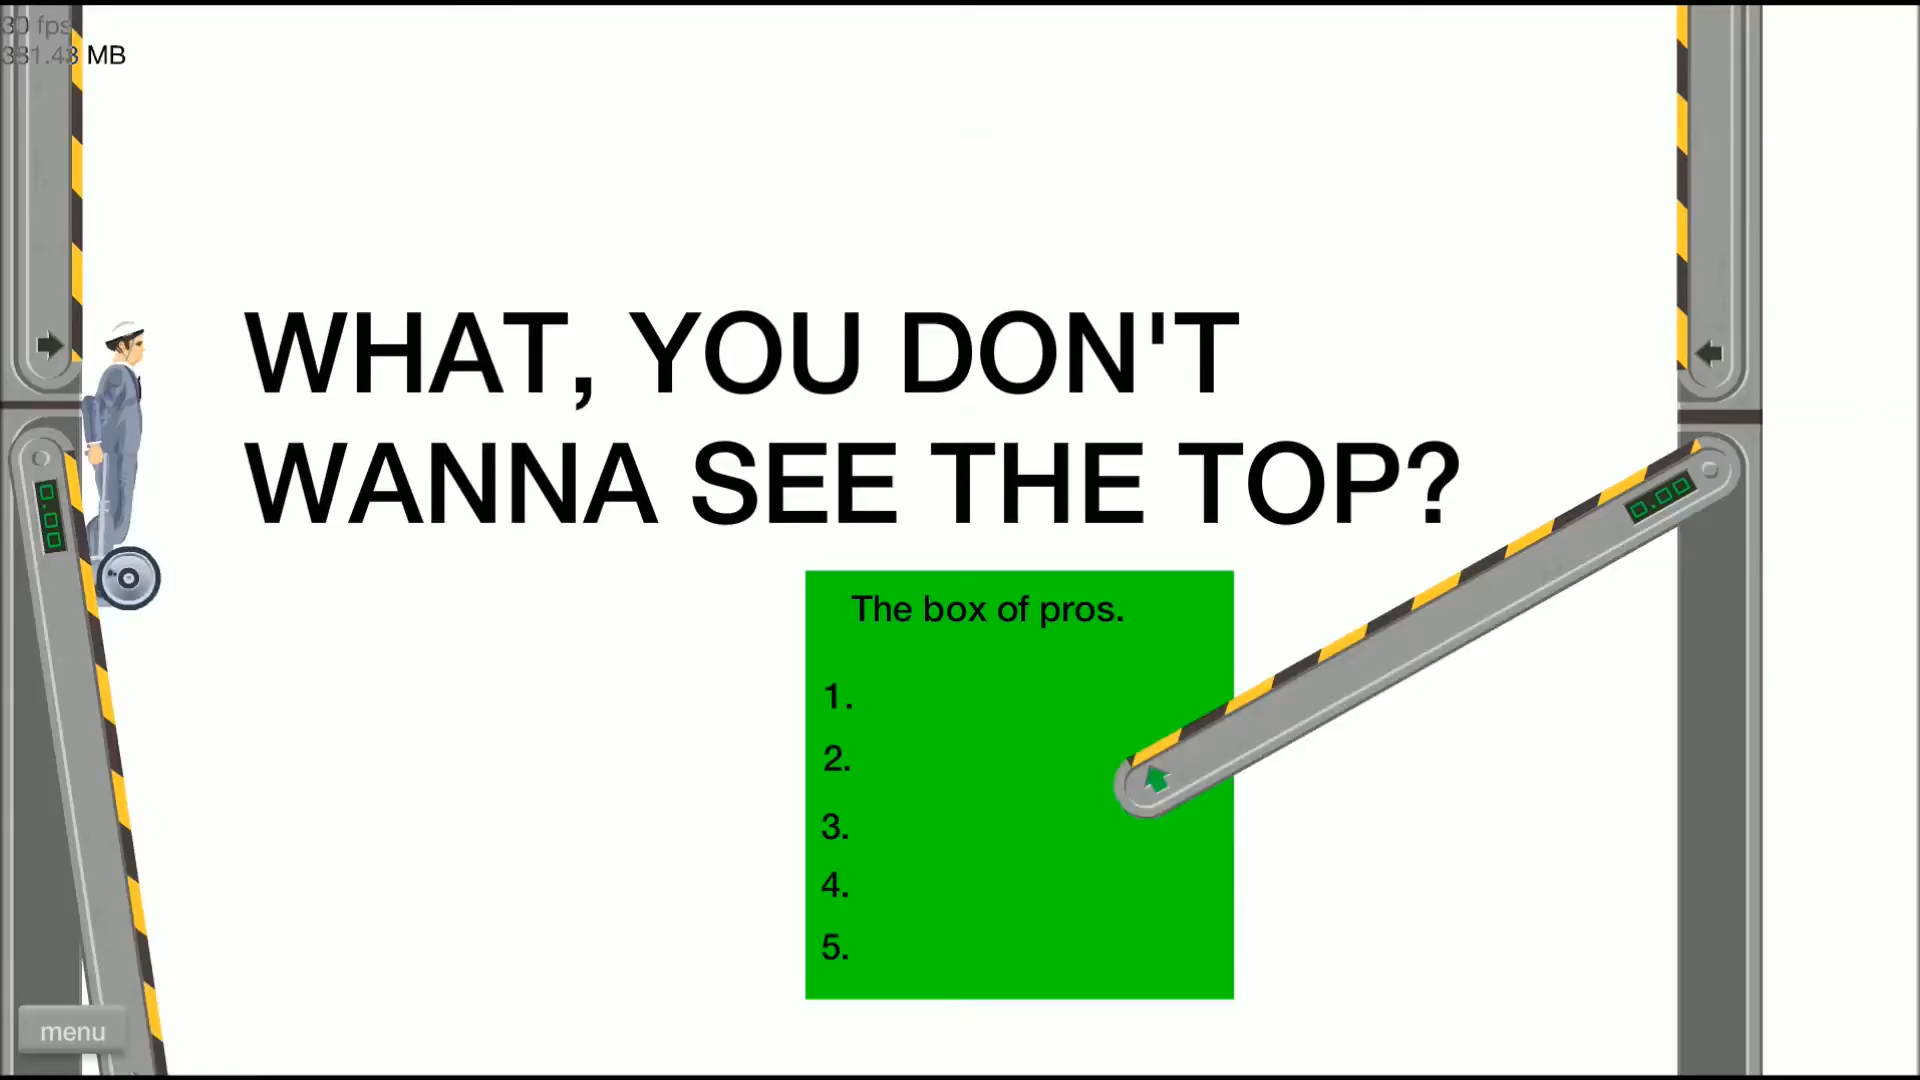 30 fps
381.43 MB
WHAT, YOU DON'T
WANNA SEE THE TOP?
0.00
0.00
The box of pros.
1.
2.
3.
4.
5.
menu